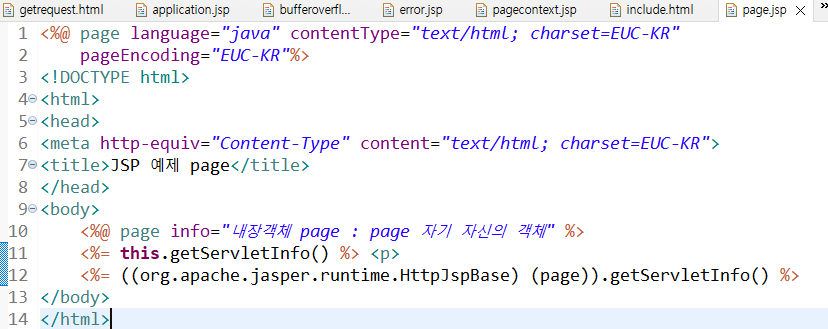 getrequest.html application.jsp bufferoverfl... error.jsp pagecontext.jsp include.html page.jsp
1 <%@ page language="java" contentType="text/html; charset=EUC-KR"
2     pageEncoding="EUC-KR"%>
3 <!DOCTYPE html>
4 <html>
5 <head>
6 <meta http-equiv="Content-Type" content="text/html; charset=EUC-KR">
7 <title>JSP 예제 page</title>
8 </head>
9 <body>
10     <%@ page info="내장객체 page : page 자기 자신의 객체" %>
11     <%= this.getServletInfo() %> <p>
12     <%= ((org.apache.jasper.runtime.HttpJspBase) (page)).getServletInfo() %>
13 </body>
14 </html>